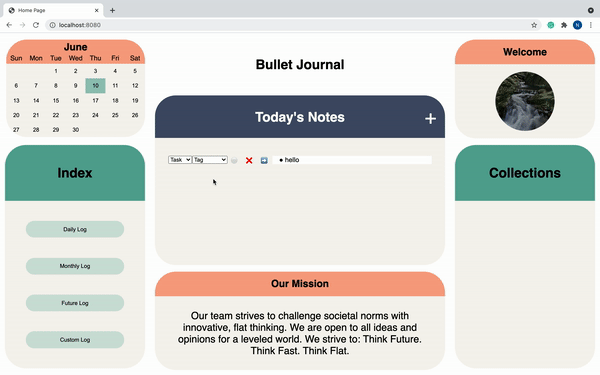 Home Page
localhost:8080
N
June
Sun Mon Tue Wed Thu Fri Sat
1 2 3 4 5
6 7 8 9 10 11 12
13 14 15 16 17 18 19
20 21 22 23 24 25 26
27 28 29 30
Index
Daily Log
Monthly Log
Future Log
Custom Log
Bullet Journal
Today's Notes +
Task Tag • hello
Our Mission
Our team strives to challenge societal norms with
innovative, flat thinking. We are open to all ideas and
opinions for a leveled world. We strive to: Think Future.
Think Fast. Think Flat.
Welcome
Collections